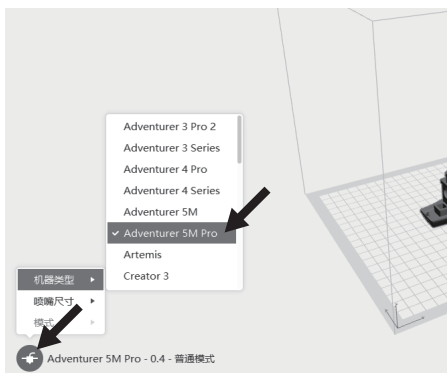 Adventurer 3 Pro 2
Adventurer 3 Series
Adventurer 4 Pro
Adventurer 4 Series
Adventurer 5M
Adventurer 5M Pro
Artemis
Creator 3
机器类型
喷嘴尺寸
模式
Adventurer 5M Pro - 0.4 - 普通模式